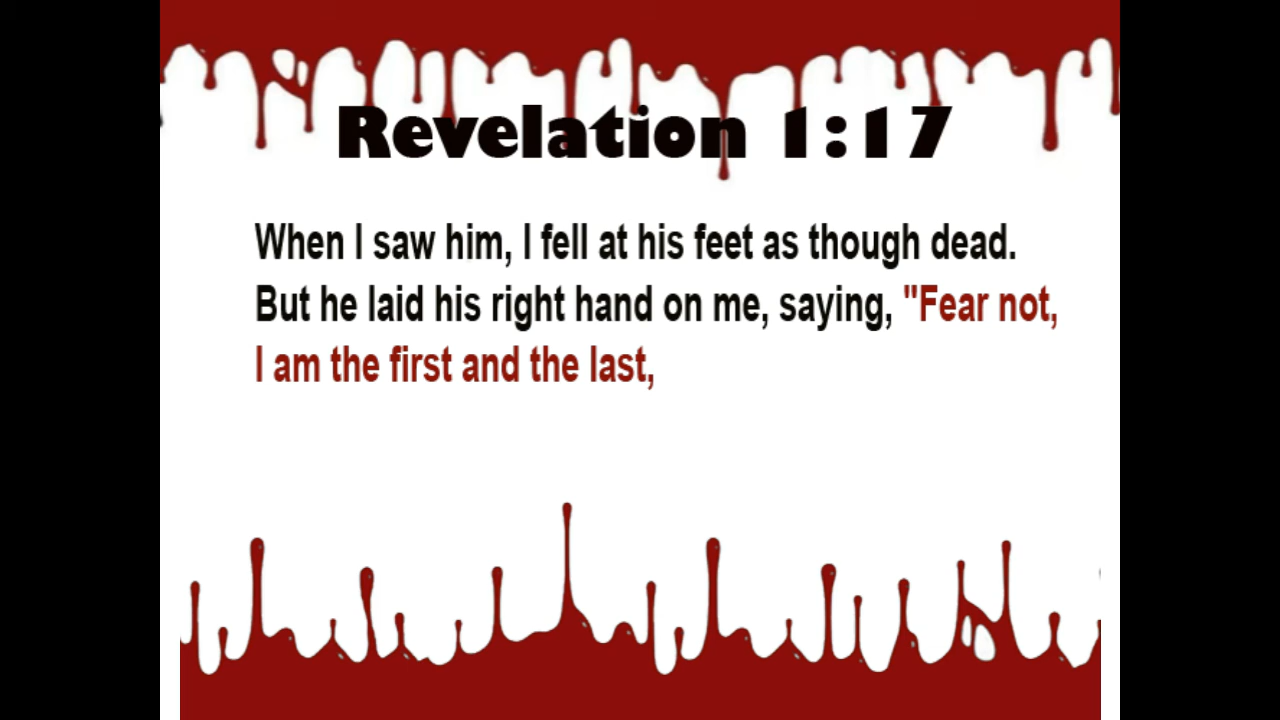 Revelation 1:17
When I saw him, I fell at his feet as though dead.
But he laid his right hand on me, saying, "Fear not,
I am the first and the last,